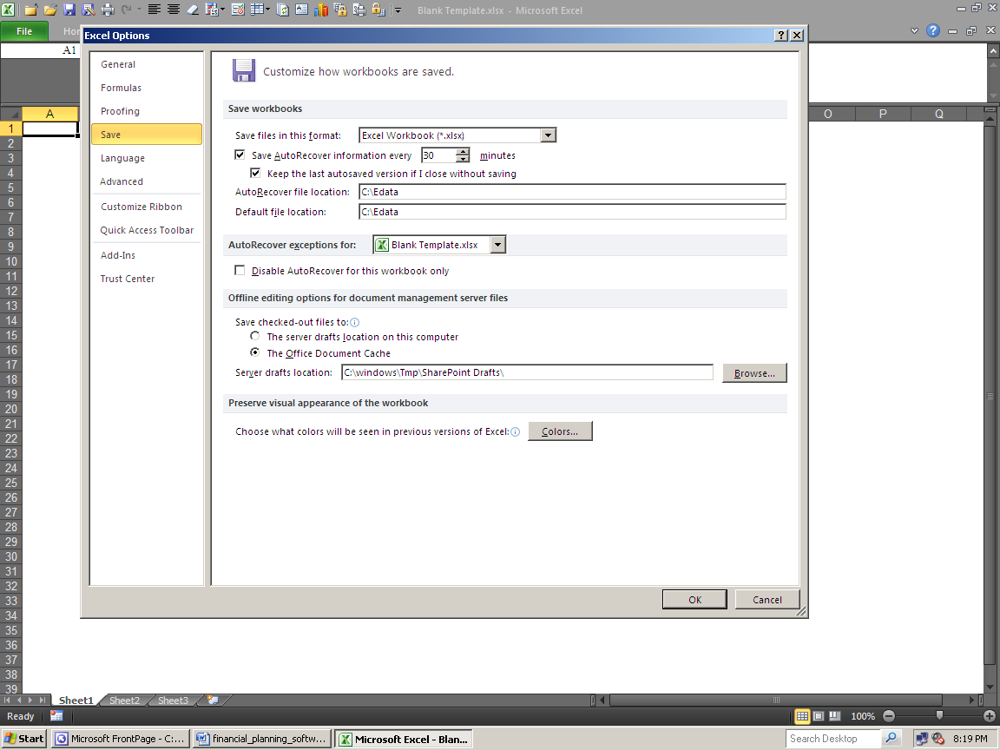 Blank Template.xlsx - Microsoft Excel
File Hor
A1
Excel Options
General
Formulas
Proofing
Save
Language
Advanced
Customize Ribbon
Quick Access Toolbar
Add-Ins
Trust Center
Customize how workbooks are saved.
Save workbooks
Save files in this format: Excel Workbook (*.xlsx)
Save AutoRecover information every 30 minutes
Keep the last autosaved version if I close without saving
AutoRecover file location: C:\Edata
Default file location: C:\Edata
AutoRecover exceptions for: Blank Template.xlsx
Disable AutoRecover for this workbook only
Offline editing options for document management server files
Save checked-out files to:
The server drafts location on this computer
The Office Document Cache
Server drafts location: C:\windows\Tmp\SharePoint Drafts\ Browse...
Preserve visual appearance of the workbook
Choose what colors will be seen in previous versions of Excel: Colors...
OK Cancel
A O P Q
1
2
3
4
5
6
7
8
9
10
11
12
13
14
15
16
17
18
19
20
21
22
23
24
25
26
27
28
29
30
31
32
33
34
35
36
37
38
39
Sheet1 Sheet2 Sheet3
Ready 100%
Start Microsoft FrontPage - C:... financial_planning_softw... Microsoft Excel - Blan... Search Desktop 8:19 PM